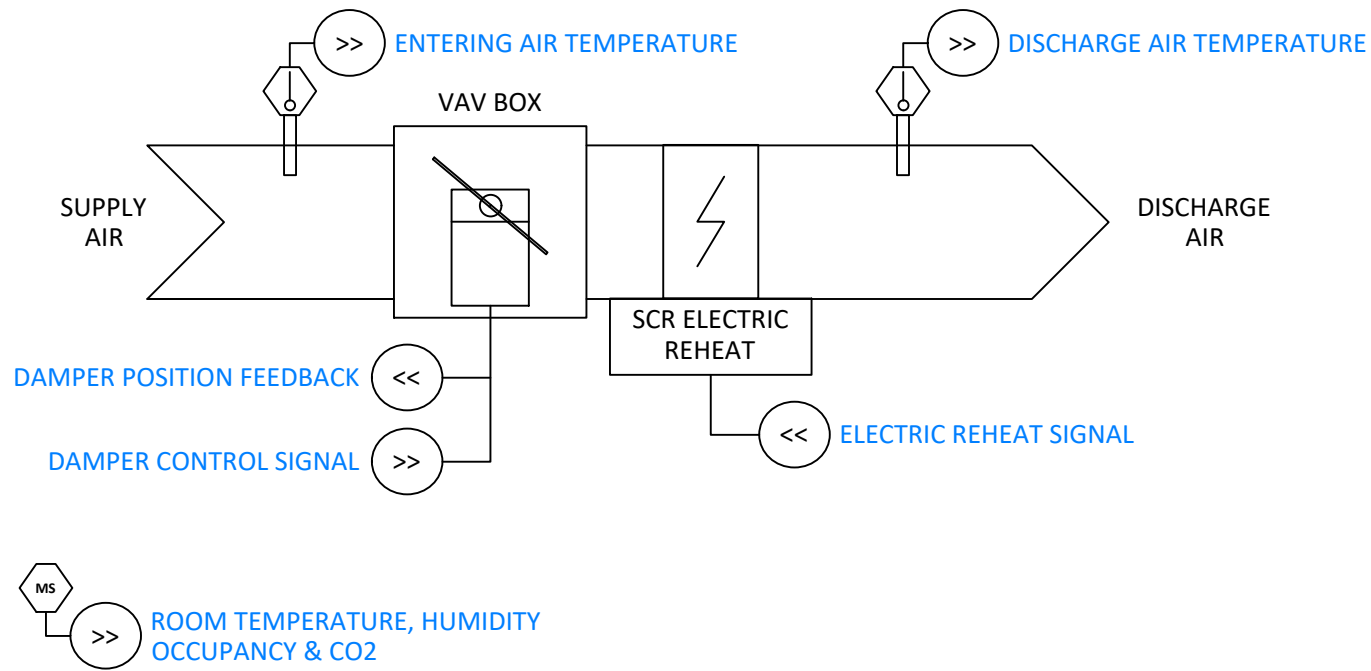 >> ENTERING AIR TEMPERATURE
>> DISCHARGE AIR TEMPERATURE
VAV BOX
SUPPLY
AIR
DISCHARGE
AIR
SCR ELECTRIC
REHEAT
DAMPER POSITION FEEDBACK <<
<< ELECTRIC REHEAT SIGNAL
DAMPER CONTROL SIGNAL >>
MS
>> ROOM TEMPERATURE, HUMIDITY
OCCUPANCY & CO2